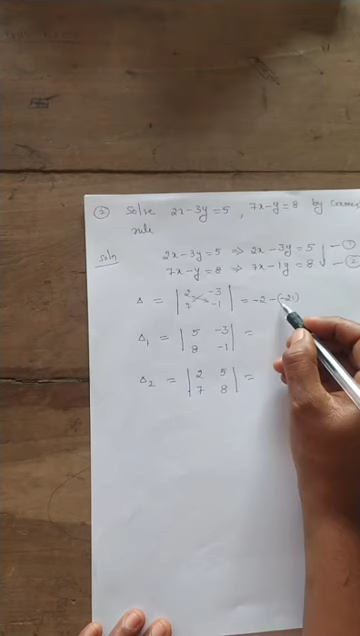 ② Solve 2x-3y=5 , 7x-y=8 by Cramer's
rule
Soln
2x-3y=5 ⇒ 2x-3y=5 — ①
7x-y=8 ⇒ 7x-1y=8 — ②
Δ = | 2 -3 | = -2-(-21)
| 7 -1 |
Δ₁ = | 5 -3 | =
| 8 -1 |
Δ₂ = | 2 5 | =
| 7 8 |